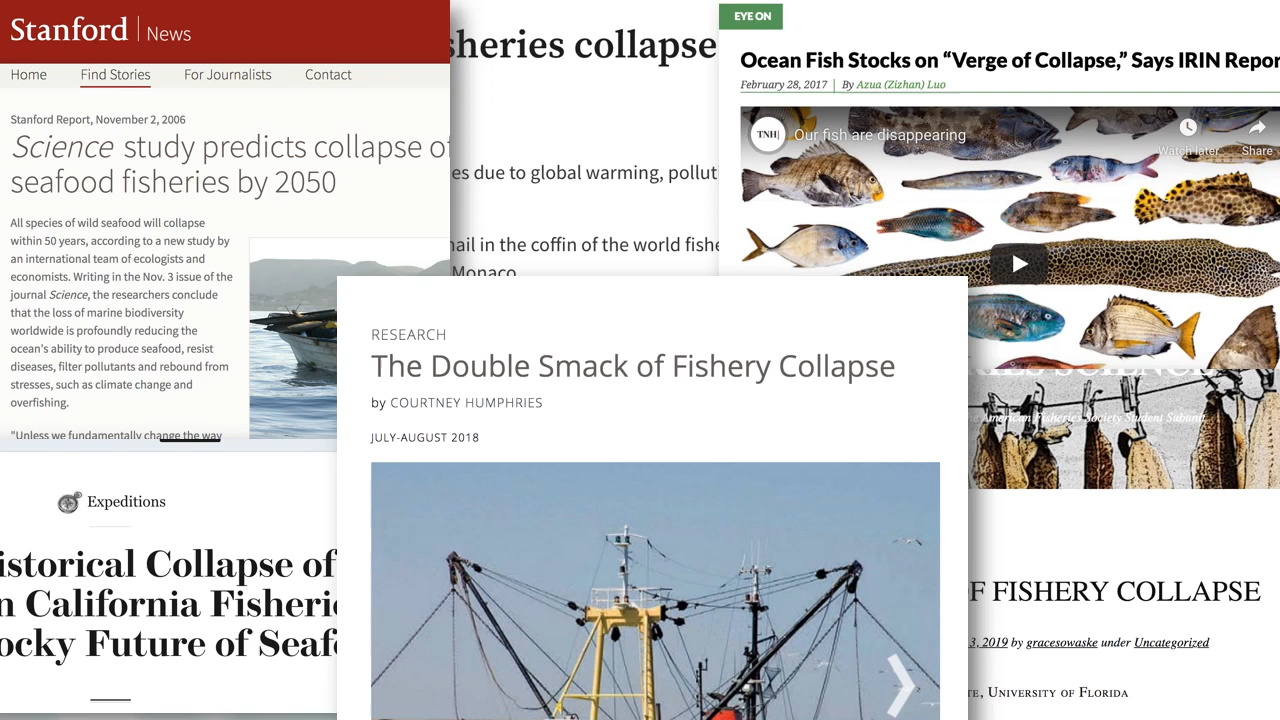 Stanford News
Home Find Stories For Journalists Contact
Stanford Report, November 2, 2006
Science study predicts collapse of
seafood fisheries by 2050
All species of wild seafood will collapse
within 50 years, according to a new study by
an international team of ecologists and
economists. Writing in the Nov. 3 issue of the
journal Science, the researchers conclude
that the loss of marine biodiversity
worldwide is profoundly reducing the
ocean's ability to produce seafood, resist
diseases, filter pollutants and rebound from
stresses, such as climate change and
overfishing.
"Unless we fundamentally change the way
sheries collapse
es due to global warming, pollut
nail in the coffin of the world fishe
Monaco
EYE ON
Ocean Fish Stocks on “Verge of Collapse,” Says IRIN Repor
February 28, 2017 | By Azua (Zizhan) Luo
TNH|
Our fish are disappearing
Watch later Share
RESEARCH
The Double Smack of Fishery Collapse
by COURTNEY HUMPHRIES
JULY-AUGUST 2018
Expeditions
istorical Collapse of
n California Fisherie
ocky Future of Seafo
American Fisheries Society Student Subunit
F FISHERY COLLAPSE
3, 2019 by gracesowaske under Uncategorized
TE, UNIVERSITY OF FLORIDA